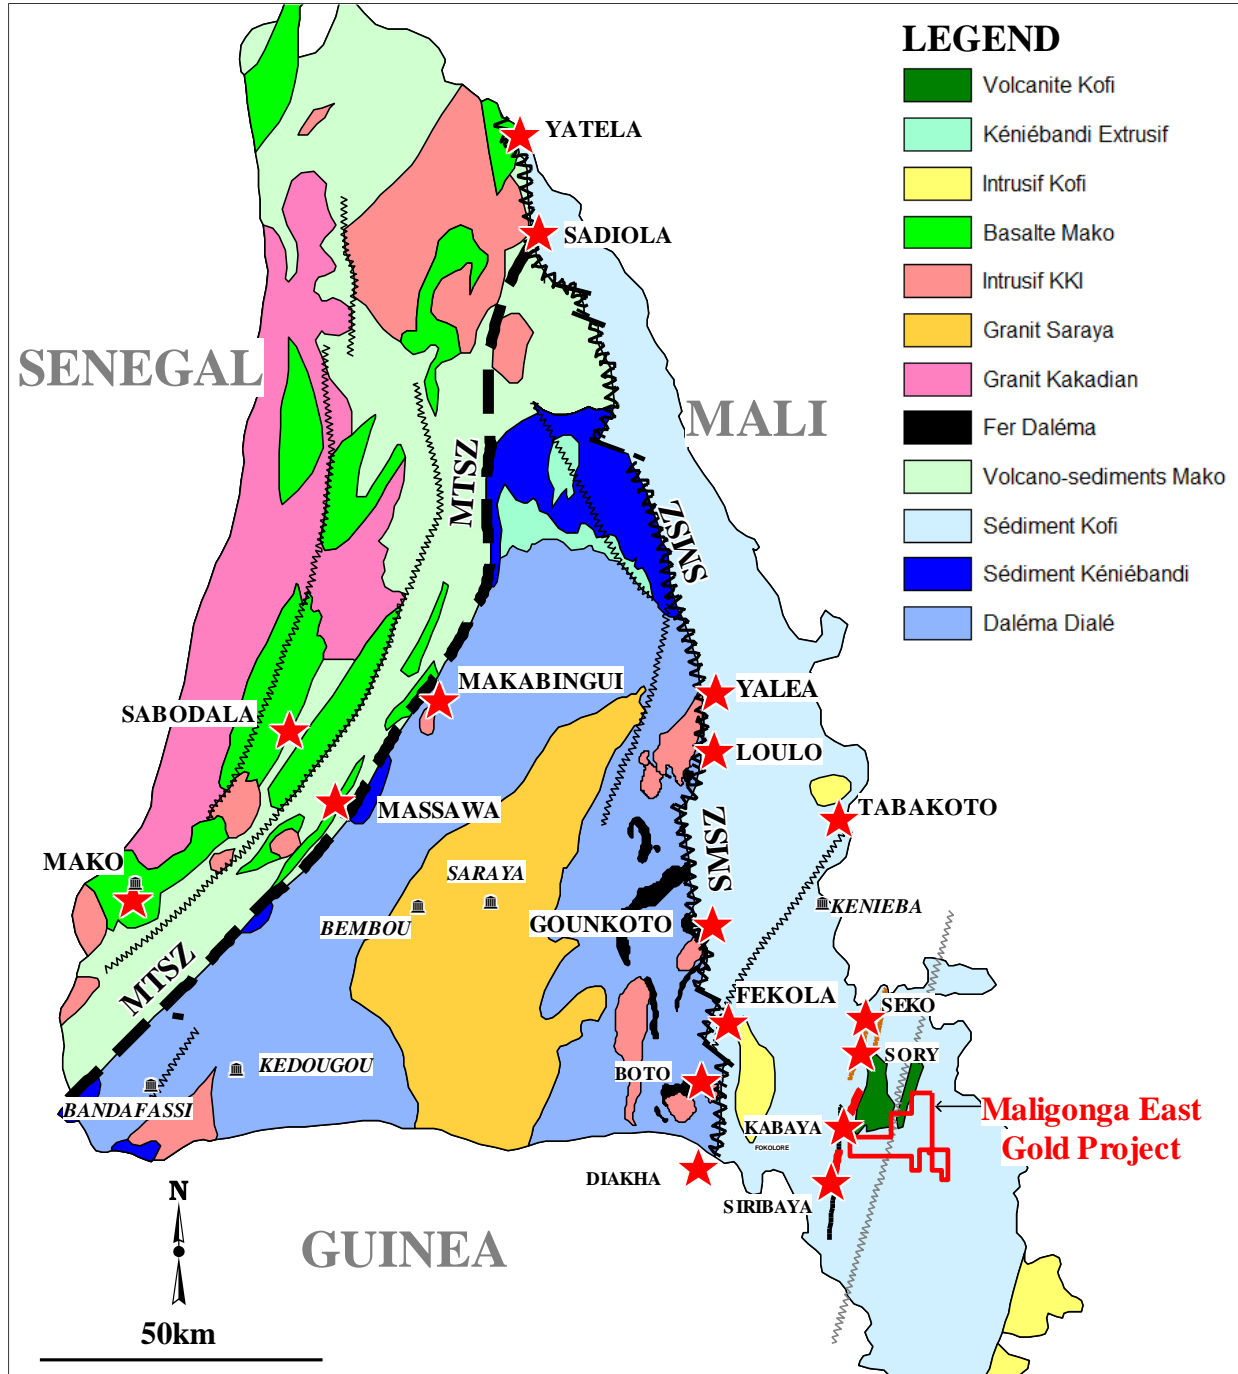 LEGEND
Volcanite Kofi
Kéniébandi Extrusif
Intrusif Kofi
Basalte Mako
Intrusif KKI
Granit Saraya
Granit Kakadian
Fer Daléma
Volcano-sediments Mako
Sédiment Kofi
Sédiment Kéniébandi
Daléma Dialé
YATELA
SADIOLA
SENEGAL
MALI
MTSZ
SMSZ
MAKABINGUI
YALEA
SABODALA
LOULO
MASSAWA
TABAKOTO
SMSZ
MAKO
SARAYA
BEMBOU
KENIEBA
GOUNKOTO
MTSZ
FEKOLA
SEKO
SORY
KEDOUGOU
BOTO
BANDAFASSI
Maligonga East
Gold Project
KABAYA
FOKOLORE
DIAKHA
SIRIBAYA
N
GUINEA
50km